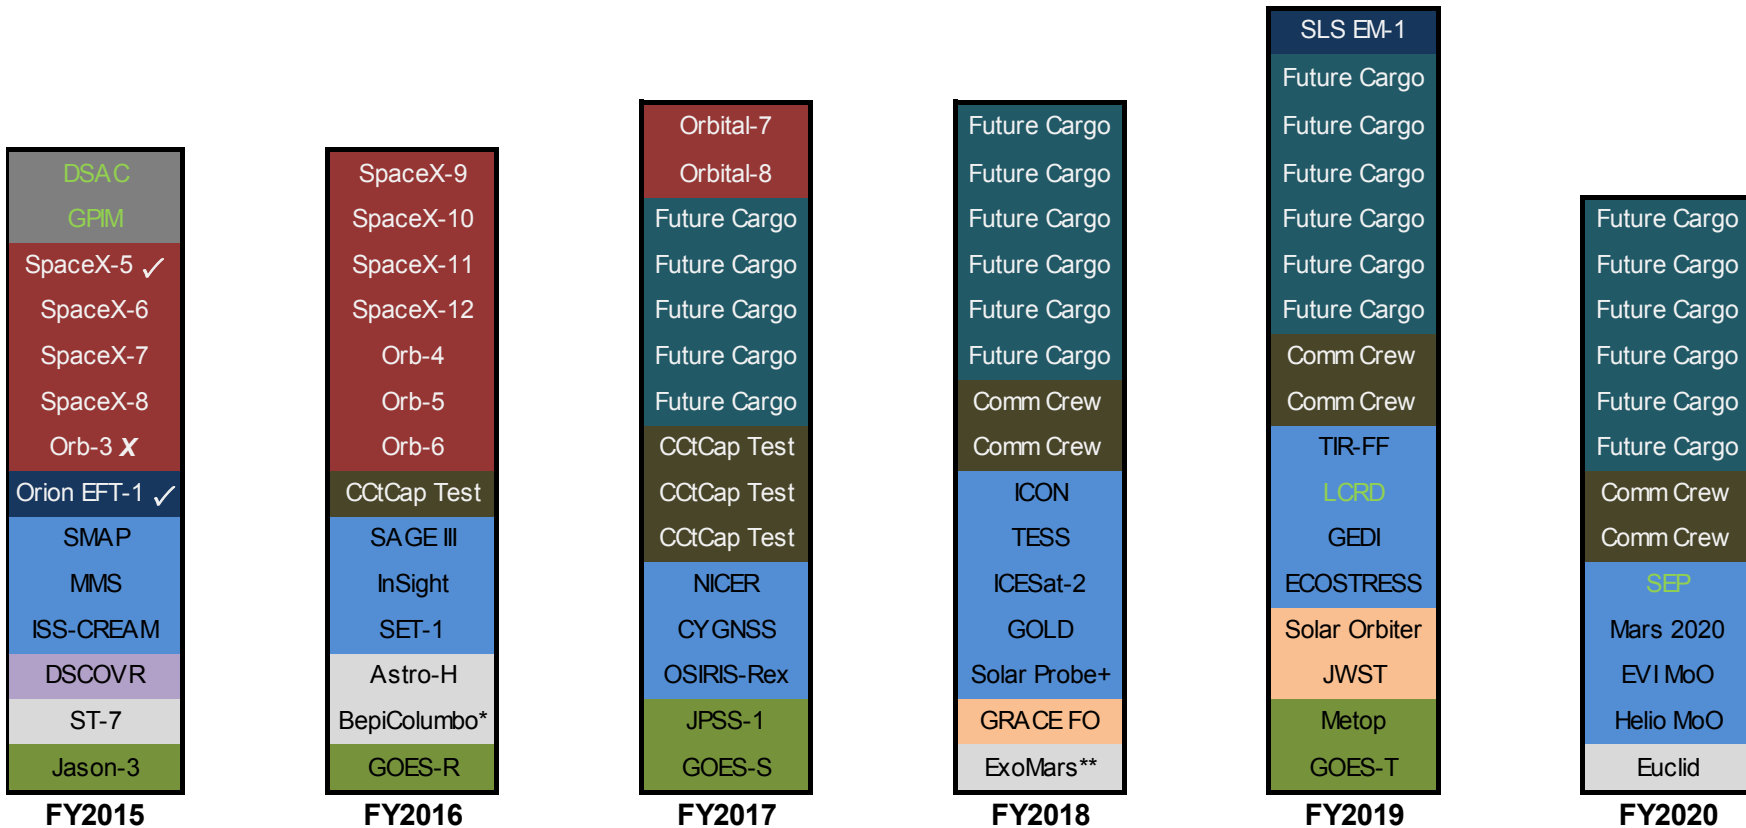 DSAC
GPIM
SpaceX-5 ✓
SpaceX-6
SpaceX-7
SpaceX-8
Orb-3 X
Orion EFT-1 ✓
SMAP
MMS
ISS-CREAM
DSCOVR
ST-7
Jason-3
FY2015
SpaceX-9
SpaceX-10
SpaceX-11
SpaceX-12
Orb-4
Orb-5
Orb-6
CCtCap Test
SAGE III
InSight
SET-1
Astro-H
BepiColumbo*
GOES-R
FY2016
Orbital-7
Orbital-8
Future Cargo
Future Cargo
Future Cargo
Future Cargo
Future Cargo
CCtCap Test
CCtCap Test
CCtCap Test
NICER
CYGNSS
OSIRIS-Rex
JPSS-1
GOES-S
FY2017
Future Cargo
Future Cargo
Future Cargo
Future Cargo
Future Cargo
Future Cargo
Comm Crew
Comm Crew
ICON
TESS
ICESat-2
GOLD
Solar Probe+
GRACE FO
ExoMars**
FY2018
SLS EM-1
Future Cargo
Future Cargo
Future Cargo
Future Cargo
Future Cargo
Future Cargo
Comm Crew
Comm Crew
TIR-FF
LCRD
GEDI
ECOSTRESS
Solar Orbiter
JWST
Metop
GOES-T
FY2019
Future Cargo
Future Cargo
Future Cargo
Future Cargo
Future Cargo
Future Cargo
Comm Crew
Comm Crew
SEP
Mars 2020
EVI MoO
Helio MoO
Euclid
FY2020